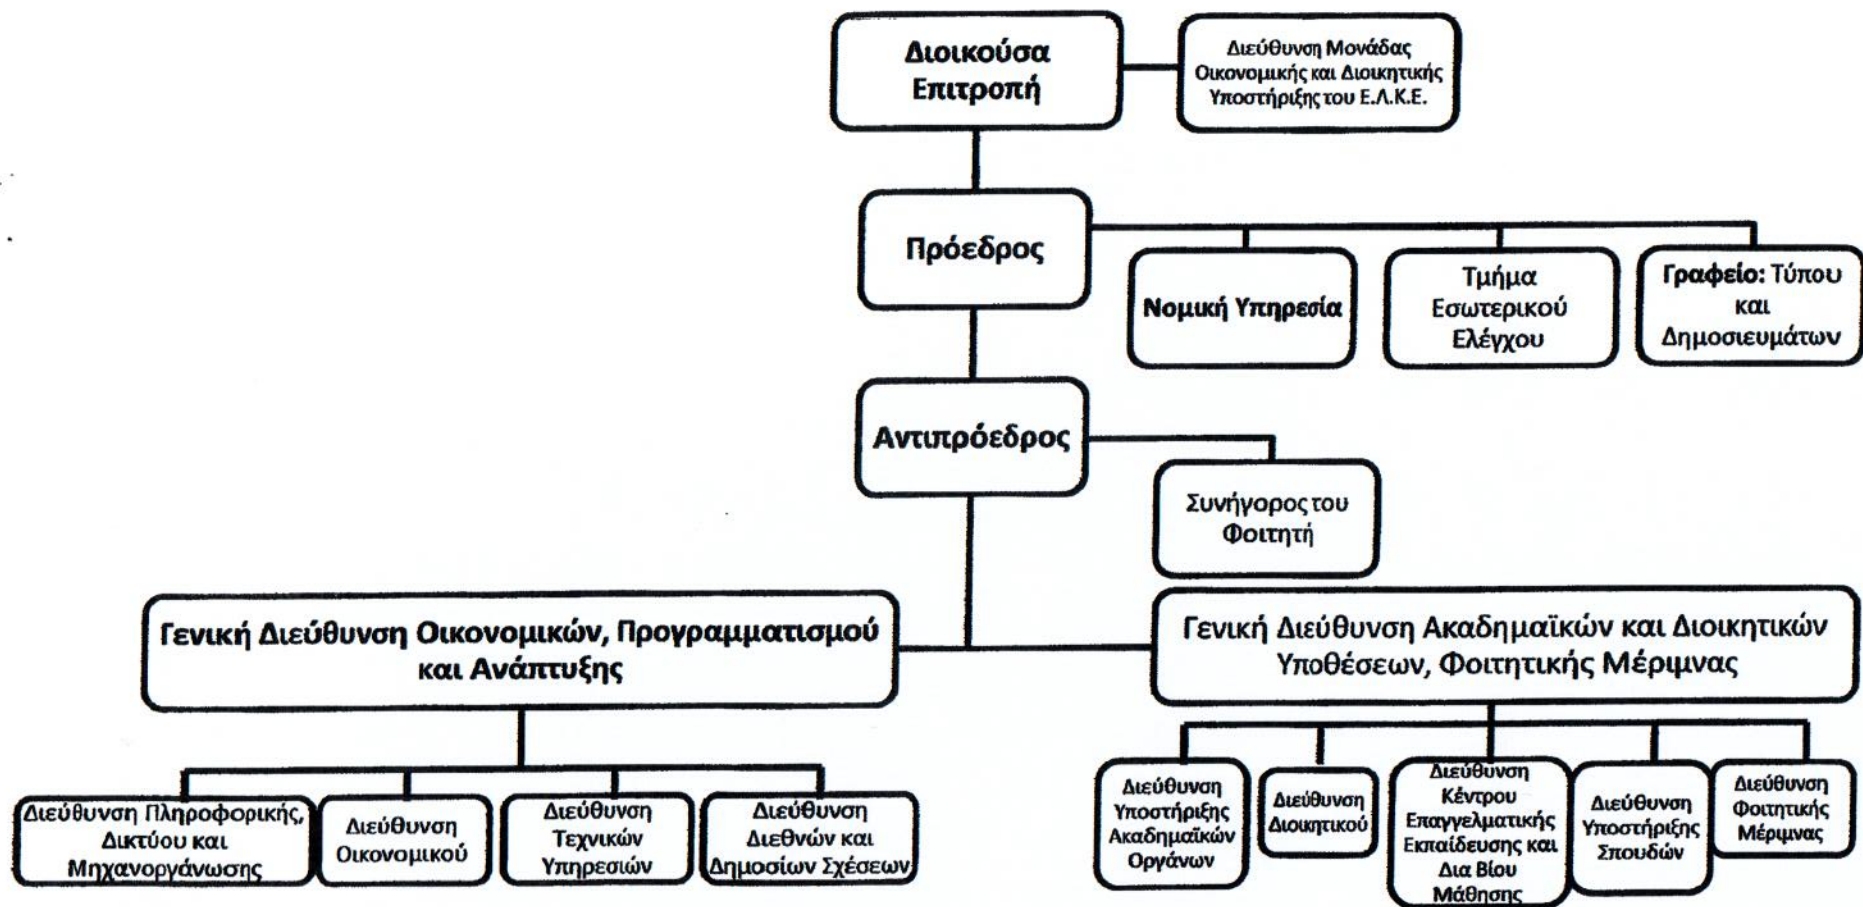 Διοικούσα
Επιτροπή
Διεύθυνση Μονάδας
Οικονομικής και Διοικητικής
Υποστήριξης του Ε.Λ.Κ.Ε.
Πρόεδρος
Νομική Υπηρεσία
Τμήμα
Εσωτερικού
Ελέγχου
Γραφείο: Τύπου
και
Δημοσιευμάτων
Αντιπρόεδρος
Συνήγορος του
Φοιτητή
Γενική Διεύθυνση Οικονομικών, Προγραμματισμού
και Ανάπτυξης
Γενική Διεύθυνση Ακαδημαϊκών και Διοικητικών
Υποθέσεων, Φοιτητικής Μέριμνας
Διεύθυνση Πληροφορικής,
Δικτύου και
Μηχανοργάνωσης
Διεύθυνση
Οικονομικού
Διεύθυνση
Τεχνικών
Υπηρεσιών
Διεύθυνση
Διεθνών και
Δημοσίων Σχέσεων
Διεύθυνση
Υποστήριξης
Ακαδημαϊκών
Οργάνων
Διεύθυνση
Διοικητικού
Διεύθυνση
Κέντρου
Επαγγελματικής
Εκπαίδευσης και
Δια Βίου
Μάθησης
Διεύθυνση
Υποστήριξης
Σπουδών
Διεύθυνση
Φοιτητικής
Μέριμνας